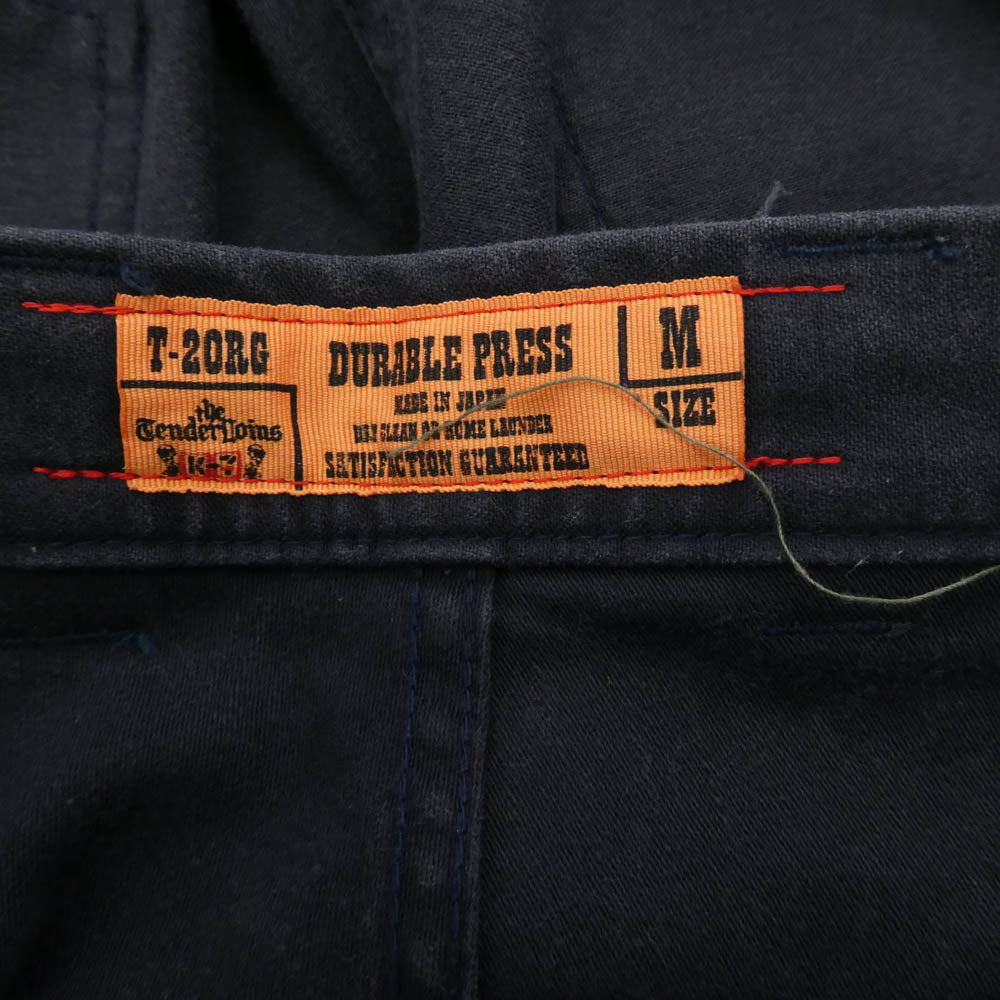 T-20RG
the
TenderLoins
DURABLE PRESS
MADE IN JAPAN
DRY CLEAN OR HOME LAUNDER
SATISFACTION GUARANTEED
M
SIZE